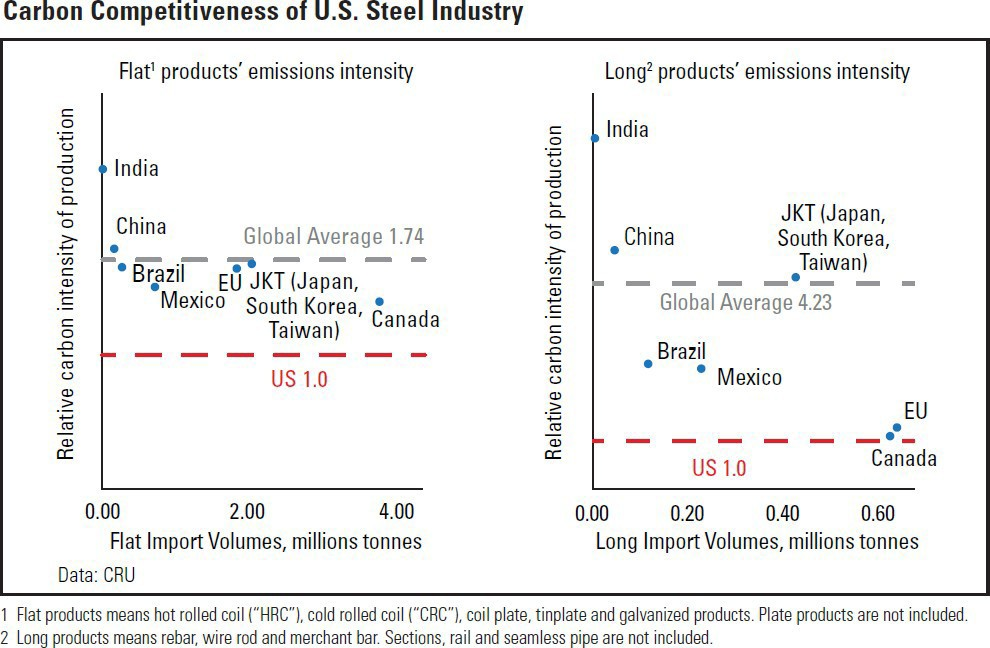 Carbon Competitiveness of U.S. Steel Industry
Flat¹ products’ emissions intensity
Relative carbon intensity of production
India
China
Global Average 1.74
Brazil
Mexico
EU
JKT (Japan,
South Korea,
Taiwan)
Canada
US 1.0
0.00 2.00 4.00
Flat Import Volumes, millions tonnes
Data: CRU
Long² products’ emissions intensity
Relative carbon intensity of production
India
JKT (Japan,
South Korea,
Taiwan)
China
Global Average 4.23
Brazil
Mexico
EU
Canada
US 1.0
0.00 0.20 0.40 0.60
Long Import Volumes, millions tonnes
1 Flat products means hot rolled coil (“HRC”), cold rolled coil (“CRC”), coil plate, tinplate and galvanized products. Plate products are not included.
2 Long products means rebar, wire rod and merchant bar. Sections, rail and seamless pipe are not included.